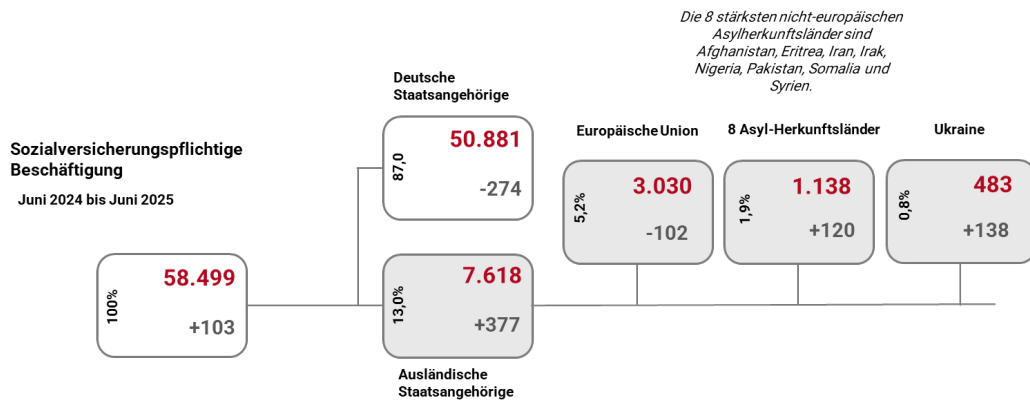 Die 8 stärksten nicht-europäischen
Asylherkunftsländer sind
Afghanistan, Eritrea, Iran, Irak,
Nigeria, Pakistan, Somalia und
Syrien.
Sozialversicherungspflichtige
Beschäftigung
Juni 2024 bis Juni 2025
100%
58.499
+103
Deutsche
Staatsangehörige
87,0
50.881
-274
13,0%
7.618
+377
Ausländische
Staatsangehörige
Europäische Union
5,2%
3.030
-102
8 Asyl-Herkunftsländer
1,9%
1.138
+120
Ukraine
0,8%
483
+138